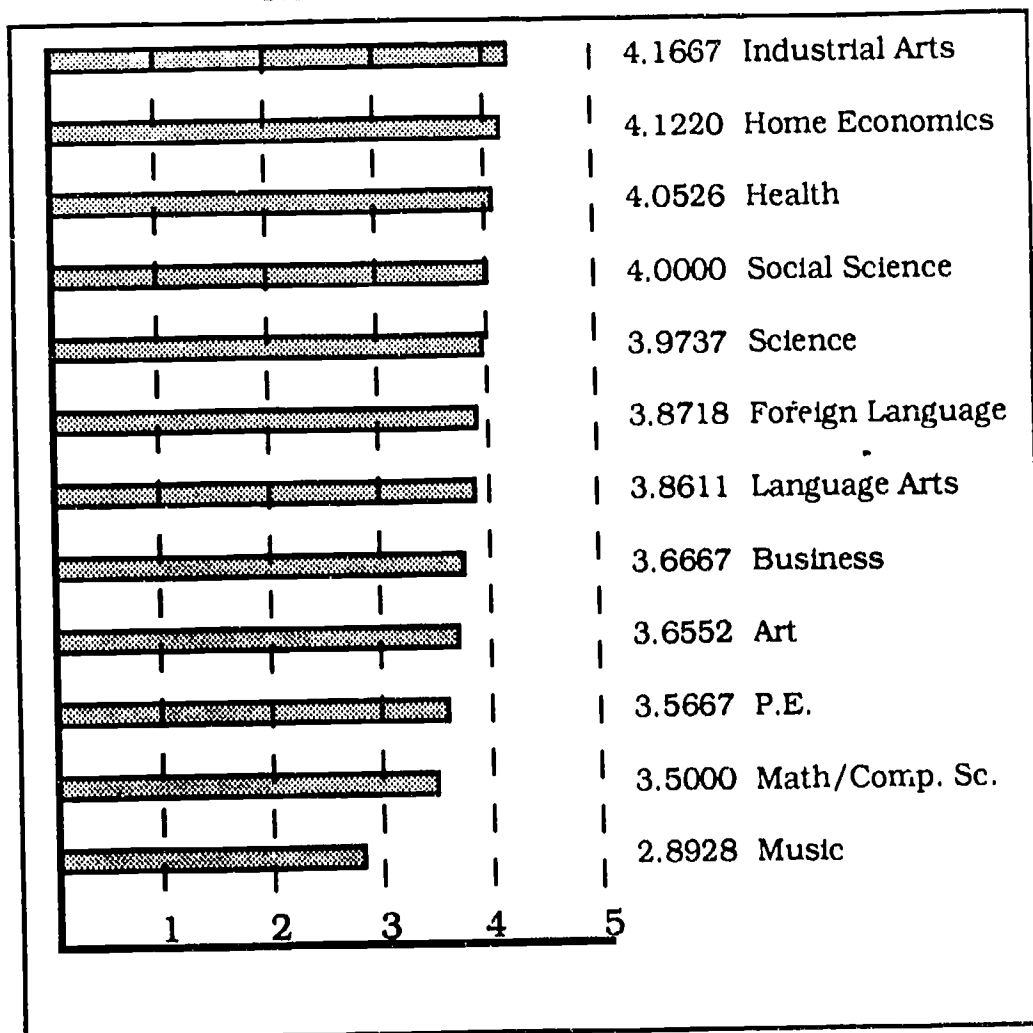 4.1667 Industrial Arts
4.1220 Home Economics
4.0526 Health
4.0000 Social Science
3.9737 Science
3.8718 Foreign Language
3.8611 Language Arts
3.6667 Business
3.6552 Art
3.5667 P.E.
3.5000 Math/Comp. Sc.
2.8928 Music
1 2 3 4 5